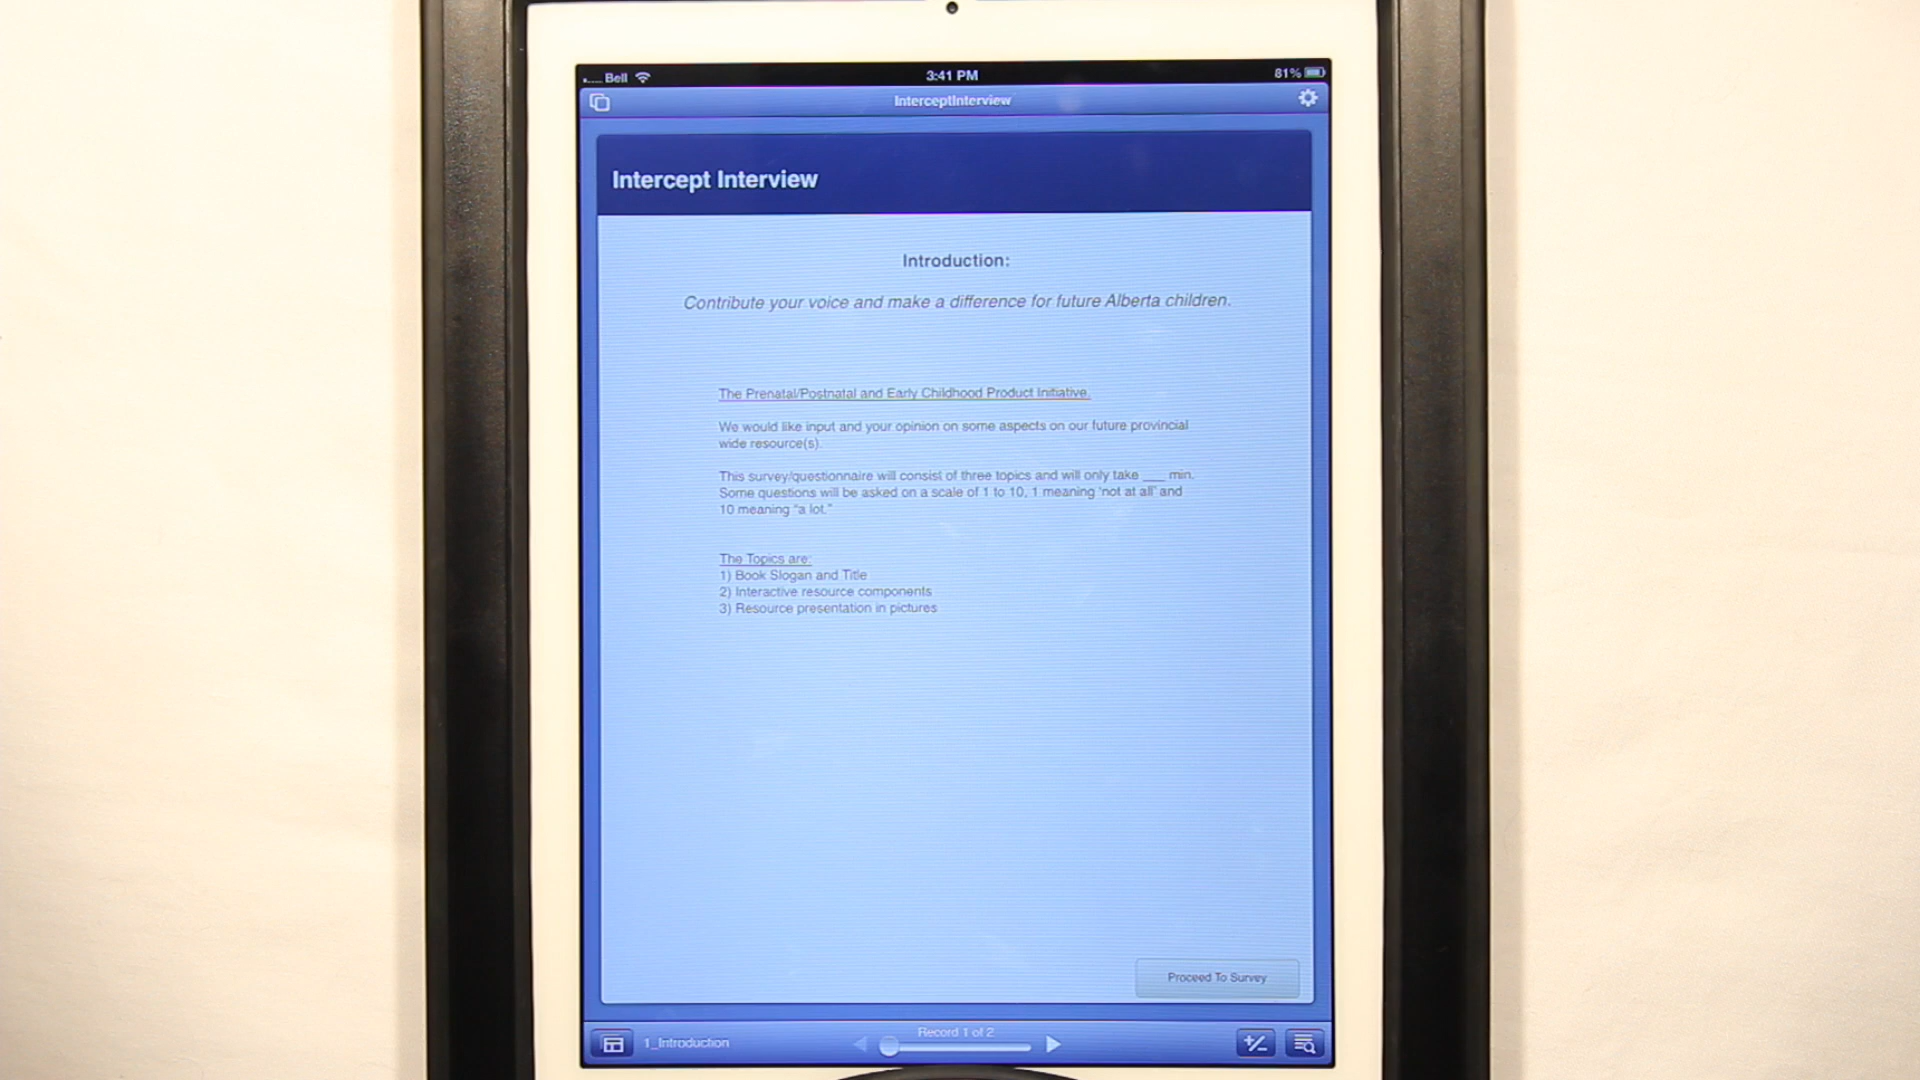 Bell
3:41 PM
81%
InterceptInterview
Intercept Interview
Introduction:
Contribute your voice and make a difference for future Alberta children.
The Prenatal/Postnatal and Early Childhood Product Initiative.
We would like input and your opinion on some aspects on our future provincial
wide resource(s).
This survey/questionnaire will consist of three topics and will only take ___ min.
Some questions will be asked on a scale of 1 to 10, 1 meaning 'not at all' and
10 meaning "a lot."
The Topics are:
1) Book Slogan and Title
2) Interactive resource components
3) Resource presentation in pictures
Proceed To Survey
1_Introduction
Record 1 of 2